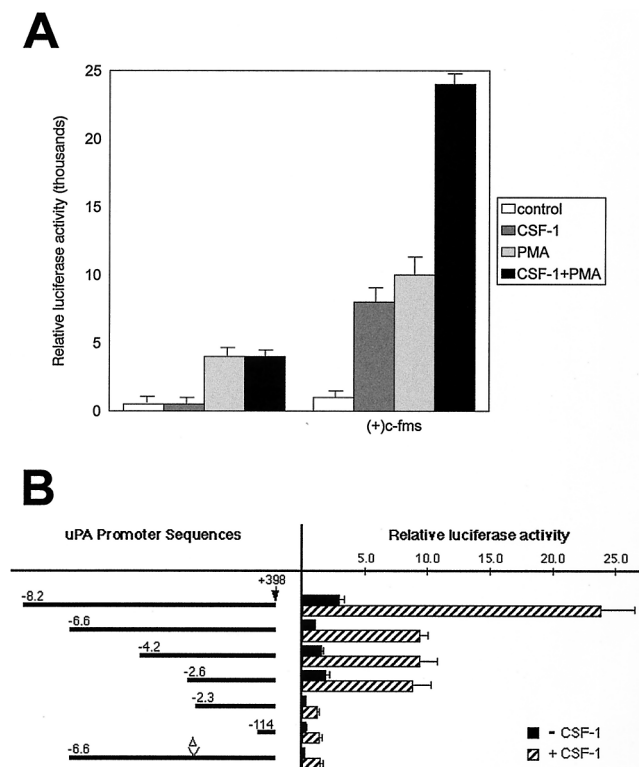 A
Relative luciferase activity (thousands)
25
20
15
10
5
0
(+)c-fms
control
CSF-1
PMA
CSF-1+PMA
B
uPA Promoter Sequences
Relative luciferase activity
5.0 10.0 15.0 20.0 25.0
+398
-8.2
-6.6
-4.2
-2.6
-2.3
-114
Δ
-6.6
- CSF-1
+ CSF-1